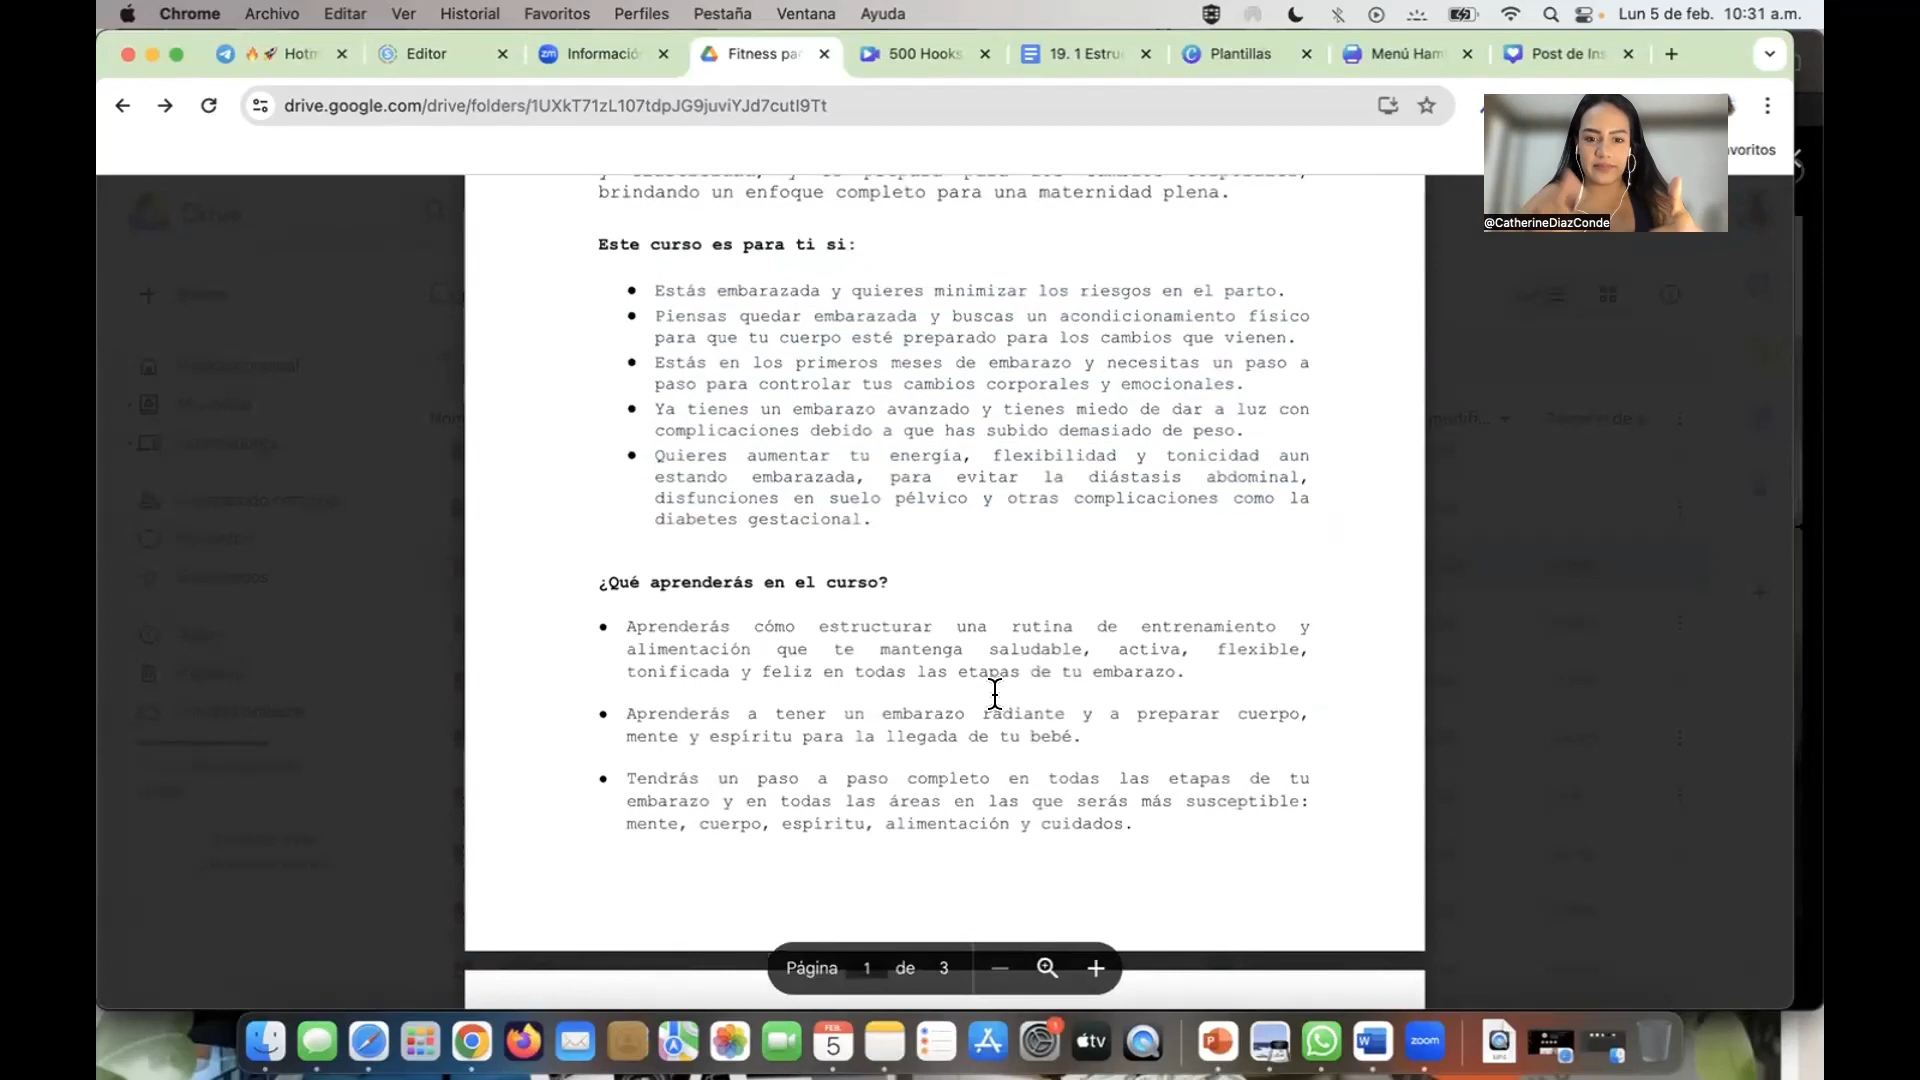 Chrome Archivo Editar Ver Historial Favoritos Perfiles Pestaña Ventana Ayuda Lun 5 de feb. 10:31 a.m.
Hotm Editor Informació Fitness par 500 Hooks 19. 1 Estru Plantillas Menú Ham Post de Ins
drive.google.com/drive/folders/1UXkT71zL107tdpJG9juviYJd7cutI9Tt
avoritos
@CatherineDiazConde
brindando un enfoque completo para una maternidad plena.
Este curso es para ti si:
Estás embarazada y quieres minimizar los riesgos en el parto.
Piensas quedar embarazada y buscas un acondicionamiento físico
para que tu cuerpo esté preparado para los cambios que vienen.
Estás en los primeros meses de embarazo y necesitas un paso a
paso para controlar tus cambios corporales y emocionales.
Ya tienes un embarazo avanzado y tienes miedo de dar a luz con
complicaciones debido a que has subido demasiado de peso.
Quieres aumentar tu energía, flexibilidad y tonicidad aun
estando embarazada, para evitar la diástasis abdominal,
disfunciones en suelo pélvico y otras complicaciones como la
diabetes gestacional.
¿Qué aprenderás en el curso?
Aprenderás cómo estructurar una rutina de entrenamiento y
alimentación que te mantenga saludable, activa, flexible,
tonificada y feliz en todas las etapas de tu embarazo.
Aprenderás a tener un embarazo radiante y a preparar cuerpo,
mente y espíritu para la llegada de tu bebé.
Tendrás un paso a paso completo en todas las etapas de tu
embarazo y en todas las áreas en las que serás más susceptible:
mente, cuerpo, espíritu, alimentación y cuidados.
Página 1 de 3
FEB. 5
1
tv
zoom